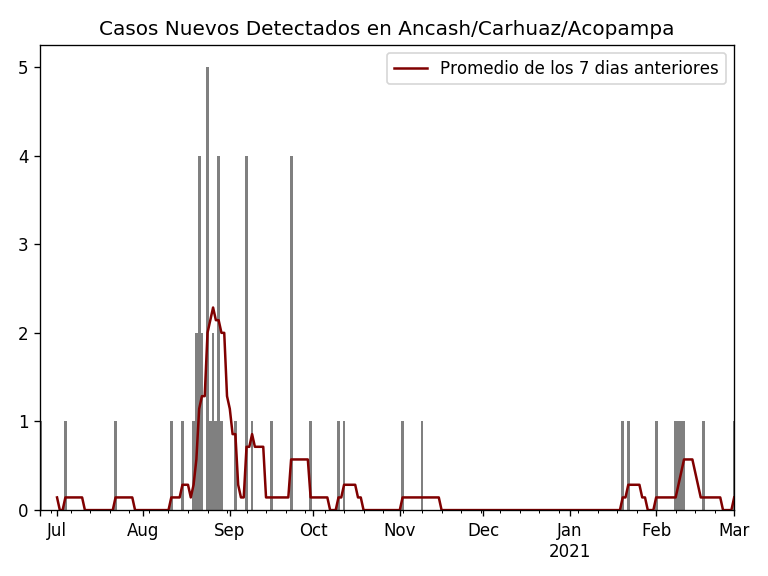 Casos Nuevos Detectados en Ancash/Carhuaz/Acopampa
Promedio de los 7 dias anteriores
5
4
3
2
1
0
Jul Aug Sep Oct Nov Dec Jan Feb Mar
2021